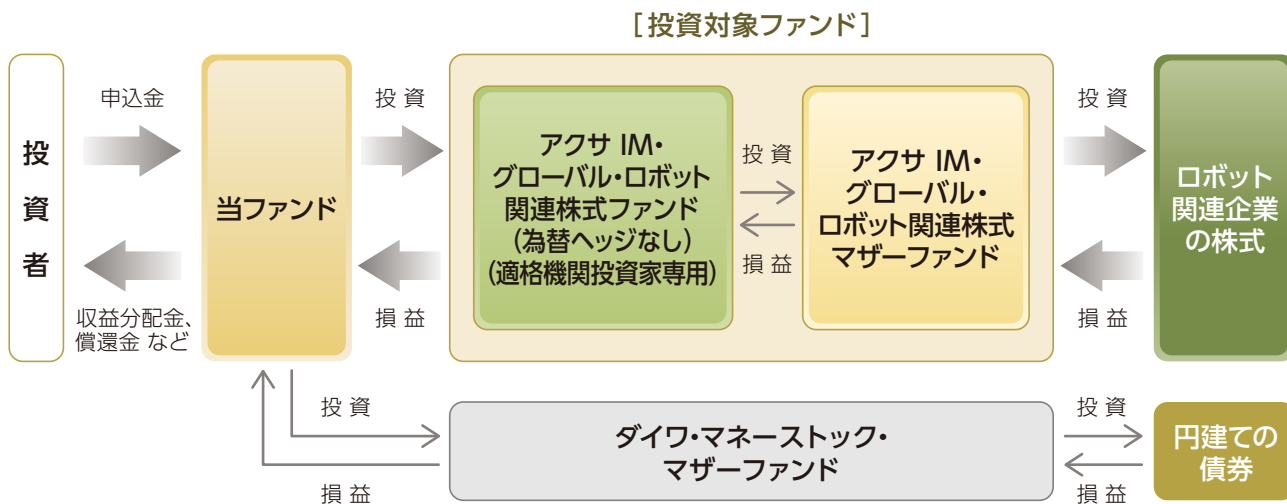 [投資対象ファンド]
投
資
者
申込金
収益分配金、
償還金 など
当ファンド
投 資
損 益
アクサ IM・
グローバル・ロボット
関連株式ファンド
(為替ヘッジなし)
(適格機関投資家専用)
投 資
損 益
アクサ IM・
グローバル・
ロボット関連株式
マザーファンド
投 資
損 益
ロボット
関連企業
の株式
投 資
損 益
ダイワ・マネーストック・
マザーファンド
投 資
損 益
円建ての
債券